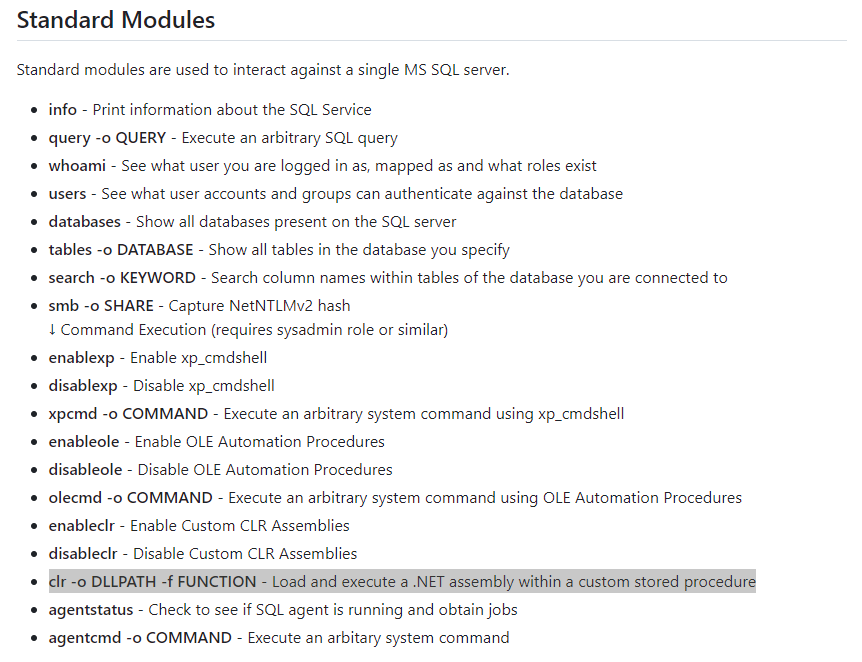 Standard Modules
Standard modules are used to interact against a single MS SQL server.
• info - Print information about the SQL Service
• query -o QUERY - Execute an arbitrary SQL query
• whoami - See what user you are logged in as, mapped as and what roles exist
• users - See what user accounts and groups can authenticate against the database
• databases - Show all databases present on the SQL server
• tables -o DATABASE - Show all tables in the database you specify
• search -o KEYWORD - Search column names within tables of the database you are connected to
• smb -o SHARE - Capture NetNTLMv2 hash
↓ Command Execution (requires sysadmin role or similar)
• enablexp - Enable xp_cmdshell
• disablexp - Disable xp_cmdshell
• xpcmd -o COMMAND - Execute an arbitrary system command using xp_cmdshell
• enableole - Enable OLE Automation Procedures
• disableole - Disable OLE Automation Procedures
• olecmd -o COMMAND - Execute an arbitrary system command using OLE Automation Procedures
• enableclr - Enable Custom CLR Assemblies
• disableclr - Disable Custom CLR Assemblies
• clr -o DLLPATH -f FUNCTION - Load and execute a .NET assembly within a custom stored procedure
• agentstatus - Check to see if SQL agent is running and obtain jobs
• agentcmd -o COMMAND - Execute an arbitary system command